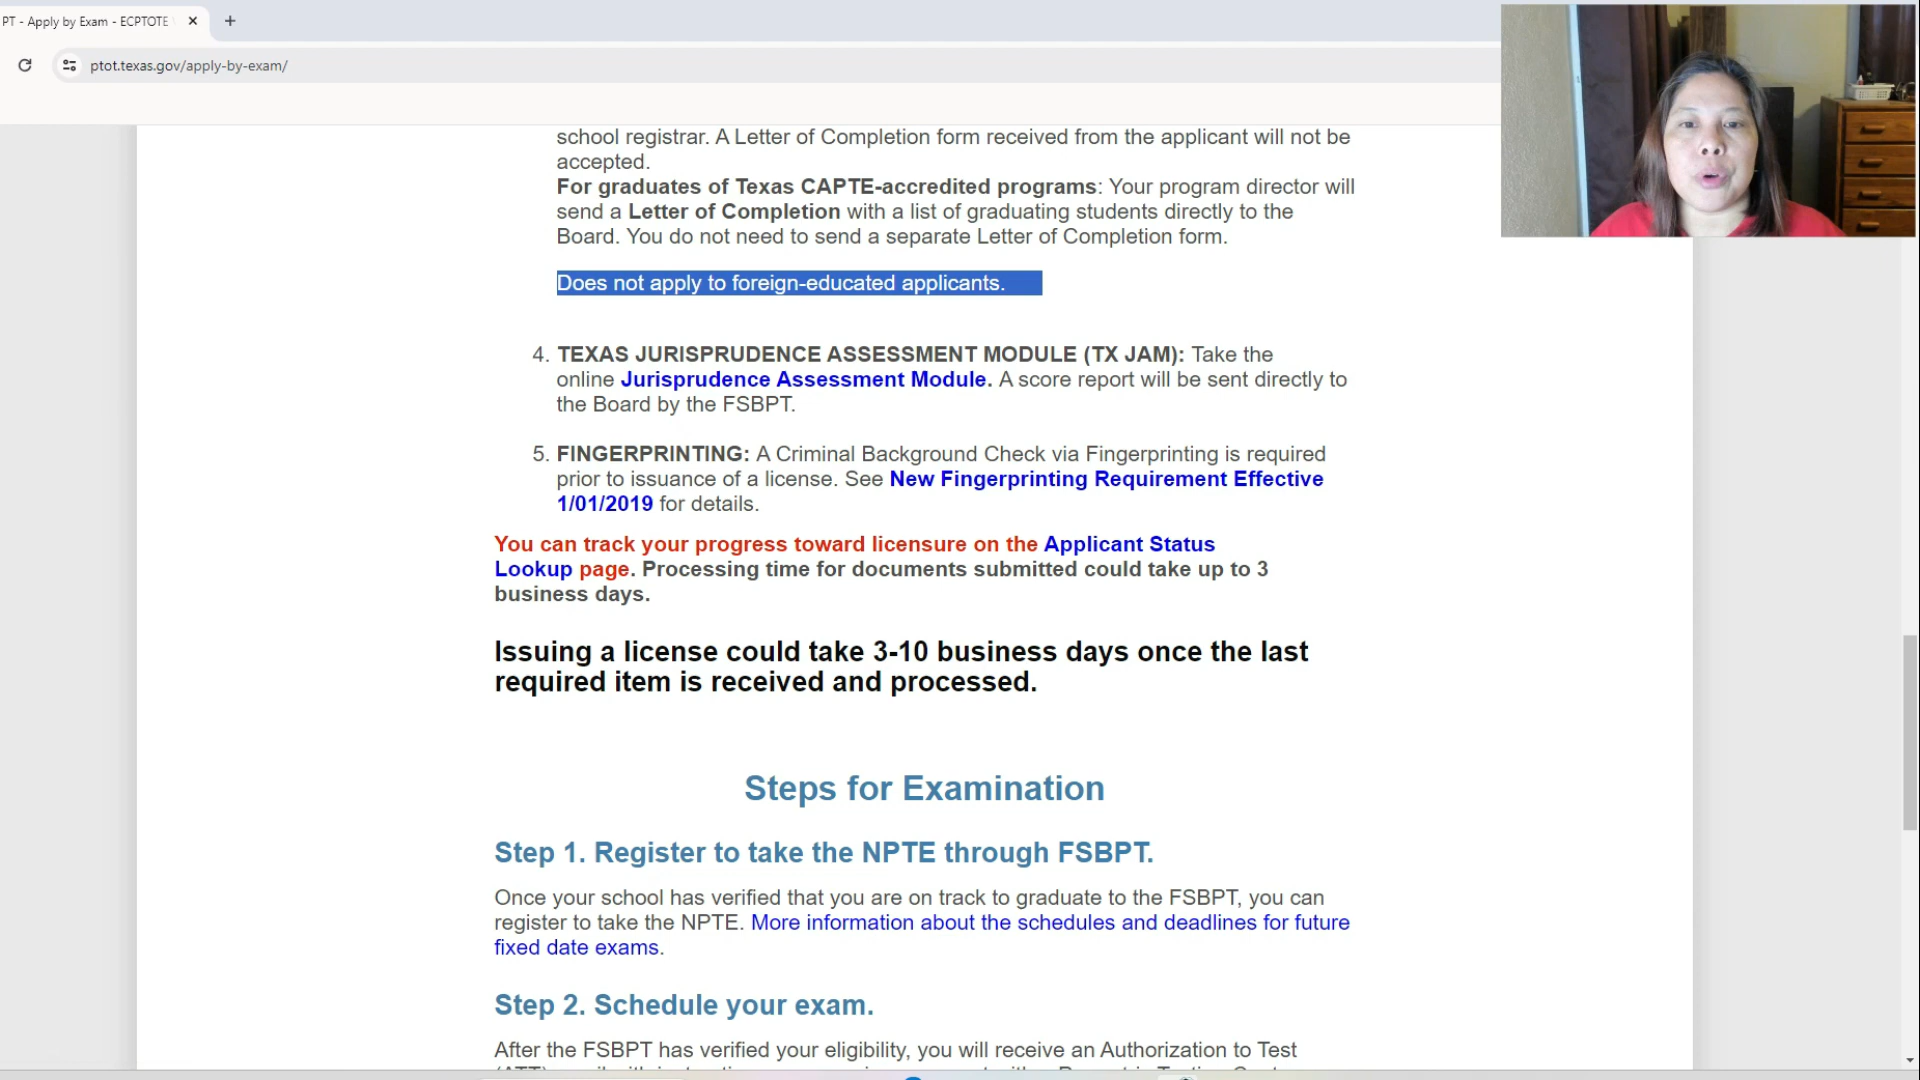 PT - Apply by Exam - ECPTOTE
ptot.texas.gov/apply-by-exam/
school registrar. A Letter of Completion form received from the applicant will not be
accepted.
For graduates of Texas CAPTE-accredited programs: Your program director will
send a Letter of Completion with a list of graduating students directly to the
Board. You do not need to send a separate Letter of Completion form.
Does not apply to foreign-educated applicants.
4. TEXAS JURISPRUDENCE ASSESSMENT MODULE (TX JAM): Take the
online Jurisprudence Assessment Module. A score report will be sent directly to
the Board by the FSBPT.
5. FINGERPRINTING: A Criminal Background Check via Fingerprinting is required
prior to issuance of a license. See New Fingerprinting Requirement Effective
1/01/2019 for details.
You can track your progress toward licensure on the Applicant Status
Lookup page. Processing time for documents submitted could take up to 3
business days.
Issuing a license could take 3-10 business days once the last
required item is received and processed.
Steps for Examination
Step 1. Register to take the NPTE through FSBPT.
Once your school has verified that you are on track to graduate to the FSBPT, you can
register to take the NPTE. More information about the schedules and deadlines for future
fixed date exams.
Step 2. Schedule your exam.
After the FSBPT has verified your eligibility, you will receive an Authorization to Test